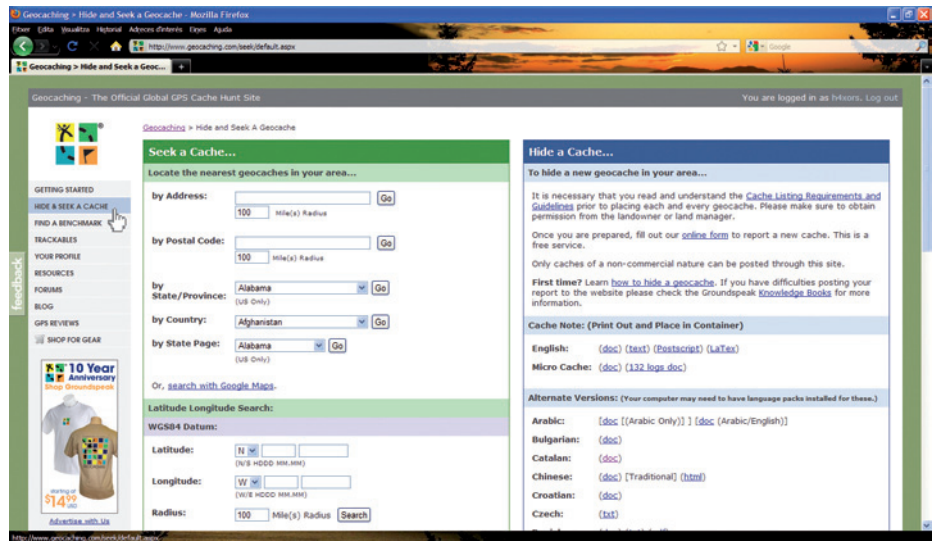 Geocaching > Hide and Seek a Geocache - Mozilla Firefox
Fitxer Edita Visualitza Historial Adreces d'interès Eines Ajuda
http://www.geocaching.com/seek/default.aspx
Google
Geocaching > Hide and Seek a Geoc...
Geocaching - The Official Global GPS Cache Hunt Site
You are logged in as h4xors. Log out
Geocaching > Hide and Seek A Geocache
GETTING STARTED
HIDE & SEEK A CACHE
FIND A BENCHMARK
TRACKABLES
YOUR PROFILE
RESOURCES
FORUMS
BLOG
GPS REVIEWS
SHOP FOR GEAR
feedback
10 Year
Anniversary
Shop Groundspeak
starting at
$14.99
USD
Advertise with Us
Seek a Cache...
Locate the nearest geocaches in your area...
by Address:
Go
100 Mile(s) Radius
by Postal Code:
Go
100 Mile(s) Radius
by State/Province:
Alabama Go
(US Only)
by Country:
Afghanistan Go
by State Page:
Alabama Go
(US Only)
Or, search with Google Maps.
Latitude Longitude Search:
WGS84 Datum:
Latitude:
N
(N/S HDDD MM.MM)
Longitude:
W
(W/E HDDD MM.MM)
Radius:
100 Mile(s) Radius Search
Hide a Cache...
To hide a new geocache in your area...
It is necessary that you read and understand the Cache Listing Requirements and
Guidelines prior to placing each and every geocache. Please make sure to obtain
permission from the landowner or land manager.
Once you are prepared, fill out our online form to report a new cache. This is a
free service.
Only caches of a non-commercial nature can be posted through this site.
First time? Learn how to hide a geocache. If you have difficulties posting your
report to the website please check the Groundspeak Knowledge Books for more
information.
Cache Note: (Print Out and Place in Container)
English: (doc) (text) (Postscript) (LaTex)
Micro Cache: (doc) (132 logs doc)
Alternate Versions: (Your computer may need to have language packs installed for these.)
Arabic: [doc [(Arabic Only)] ] [doc (Arabic/English)]
Bulgarian: (doc)
Catalan: (doc)
Chinese: (doc) [Traditional] (html)
Croatian: (doc)
Czech: (txt)
http://www.geocaching.com/seek/default.aspx